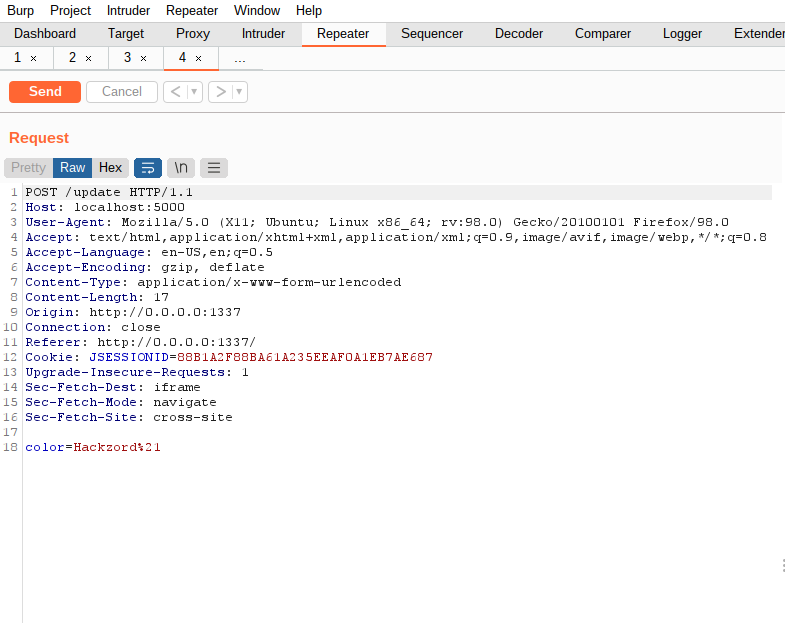 Burp Project Intruder Repeater Window Help
Dashboard Target Proxy Intruder Repeater Sequencer Decoder Comparer Logger Extender
1 × 2 × 3 × 4 × ...
Send Cancel < ▾ > ▾
Request
Pretty Raw Hex \n
1 POST /update HTTP/1.1
2 Host: localhost:5000
3 User-Agent: Mozilla/5.0 (X11; Ubuntu; Linux x86_64; rv:98.0) Gecko/20100101 Firefox/98.0
4 Accept: text/html,application/xhtml+xml,application/xml;q=0.9,image/avif,image/webp,*/*;q=0.8
5 Accept-Language: en-US,en;q=0.5
6 Accept-Encoding: gzip, deflate
7 Content-Type: application/x-www-form-urlencoded
8 Content-Length: 17
9 Origin: http://0.0.0.0:1337
10 Connection: close
11 Referer: http://0.0.0.0:1337/
12 Cookie: JSESSIONID=88B1A2F88BA61A235EEAF0A1EB7AE687
13 Upgrade-Insecure-Requests: 1
14 Sec-Fetch-Dest: iframe
15 Sec-Fetch-Mode: navigate
16 Sec-Fetch-Site: cross-site
17
18 color=Hackzord%21